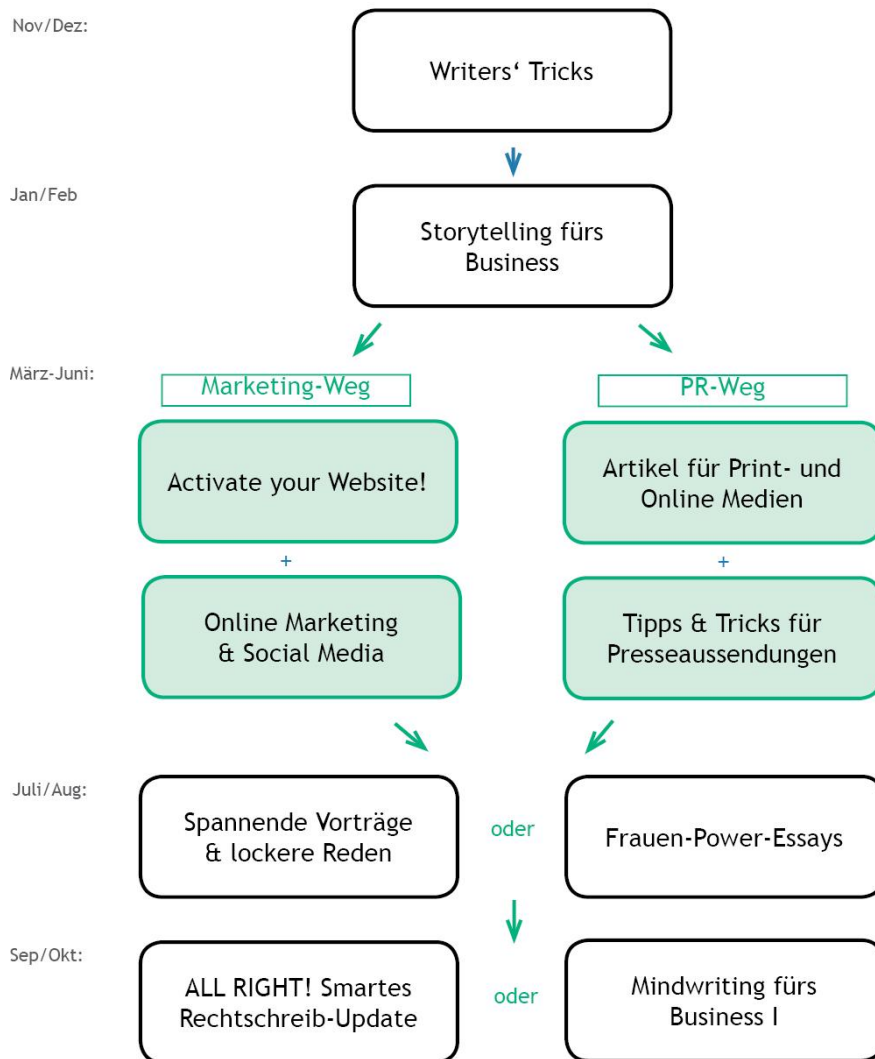 Nov/Dez:
Writers‘ Tricks
Jan/Feb
Storytelling fürs
Business
März-Juni:
Marketing-Weg
PR-Weg
Activate your Website!
Artikel für Print- und
Online Medien
+
+
Online Marketing
& Social Media
Tipps & Tricks für
Presseaussendungen
Juli/Aug:
Spannende Vorträge
& lockere Reden
oder
Frauen-Power-Essays
Sep/Okt:
ALL RIGHT! Smartes
Rechtschreib-Update
oder
Mindwriting fürs
Business I